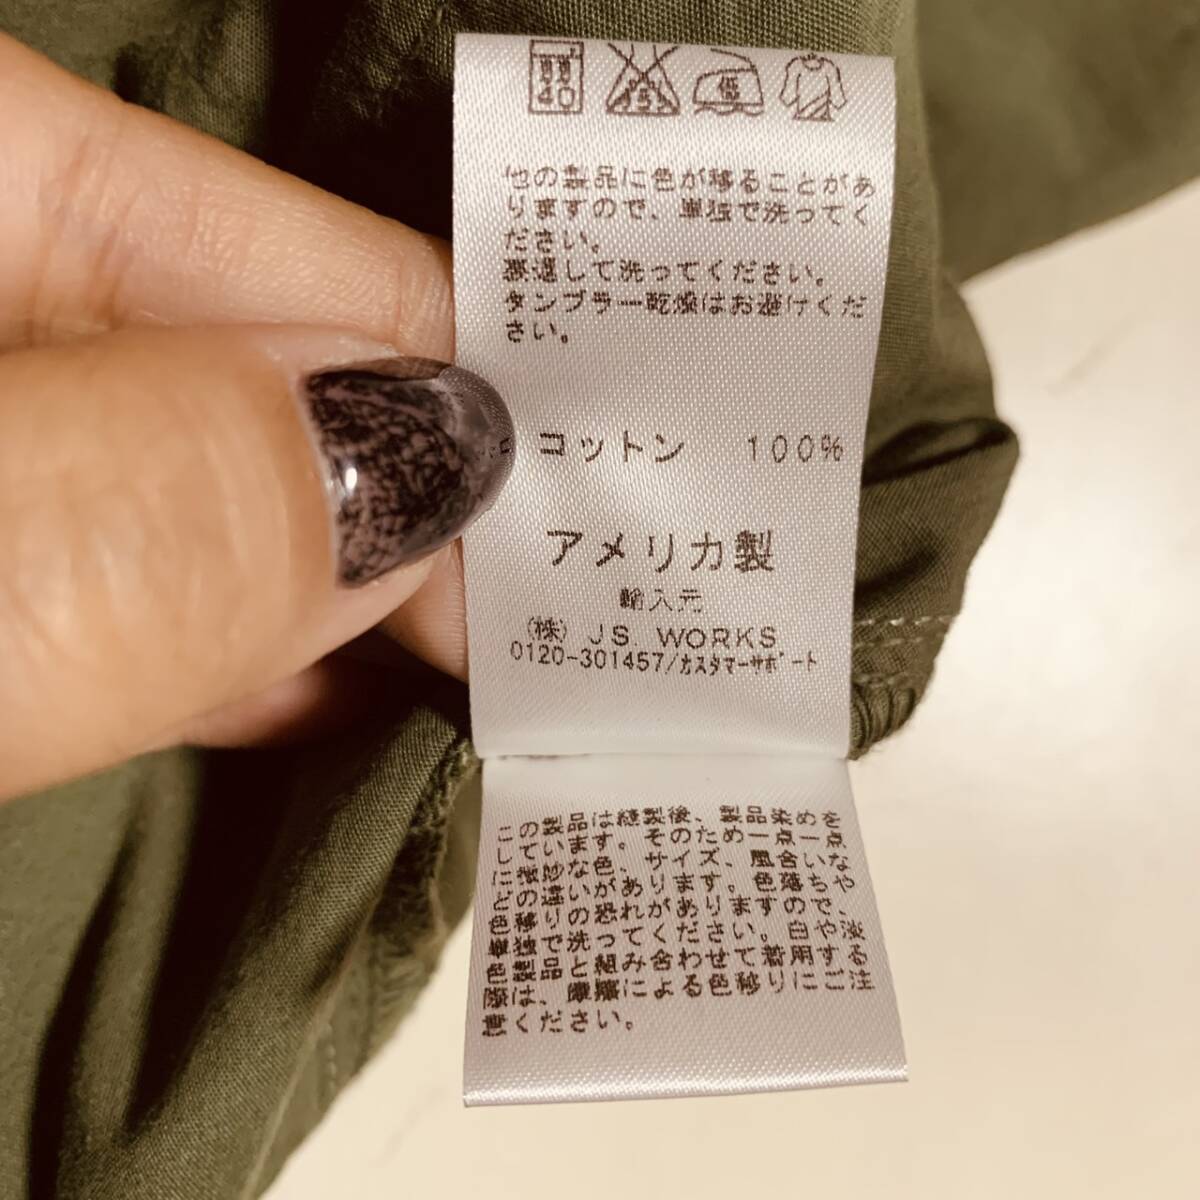 40
他の製品に色が移ることがあ
りますので、単独で洗ってく
ださい。
裏返して洗ってください。
タンブラー乾燥はお避けくだ
さい。
コットン 100%
アメリカ製
輸入元
(株) J.S. WORKS
0120-301457/カスタマーサポート
この製品は縫製後、製品染めを
しています。そのため一点一点
に微妙な色、サイズ、風合いな
どの違いがあります。色落ちや
色移りの恐れがありますので、
単独で洗ってください。白や淡
色製品と組み合わせて着用する
際は、摩擦による色移りにご注
意ください。